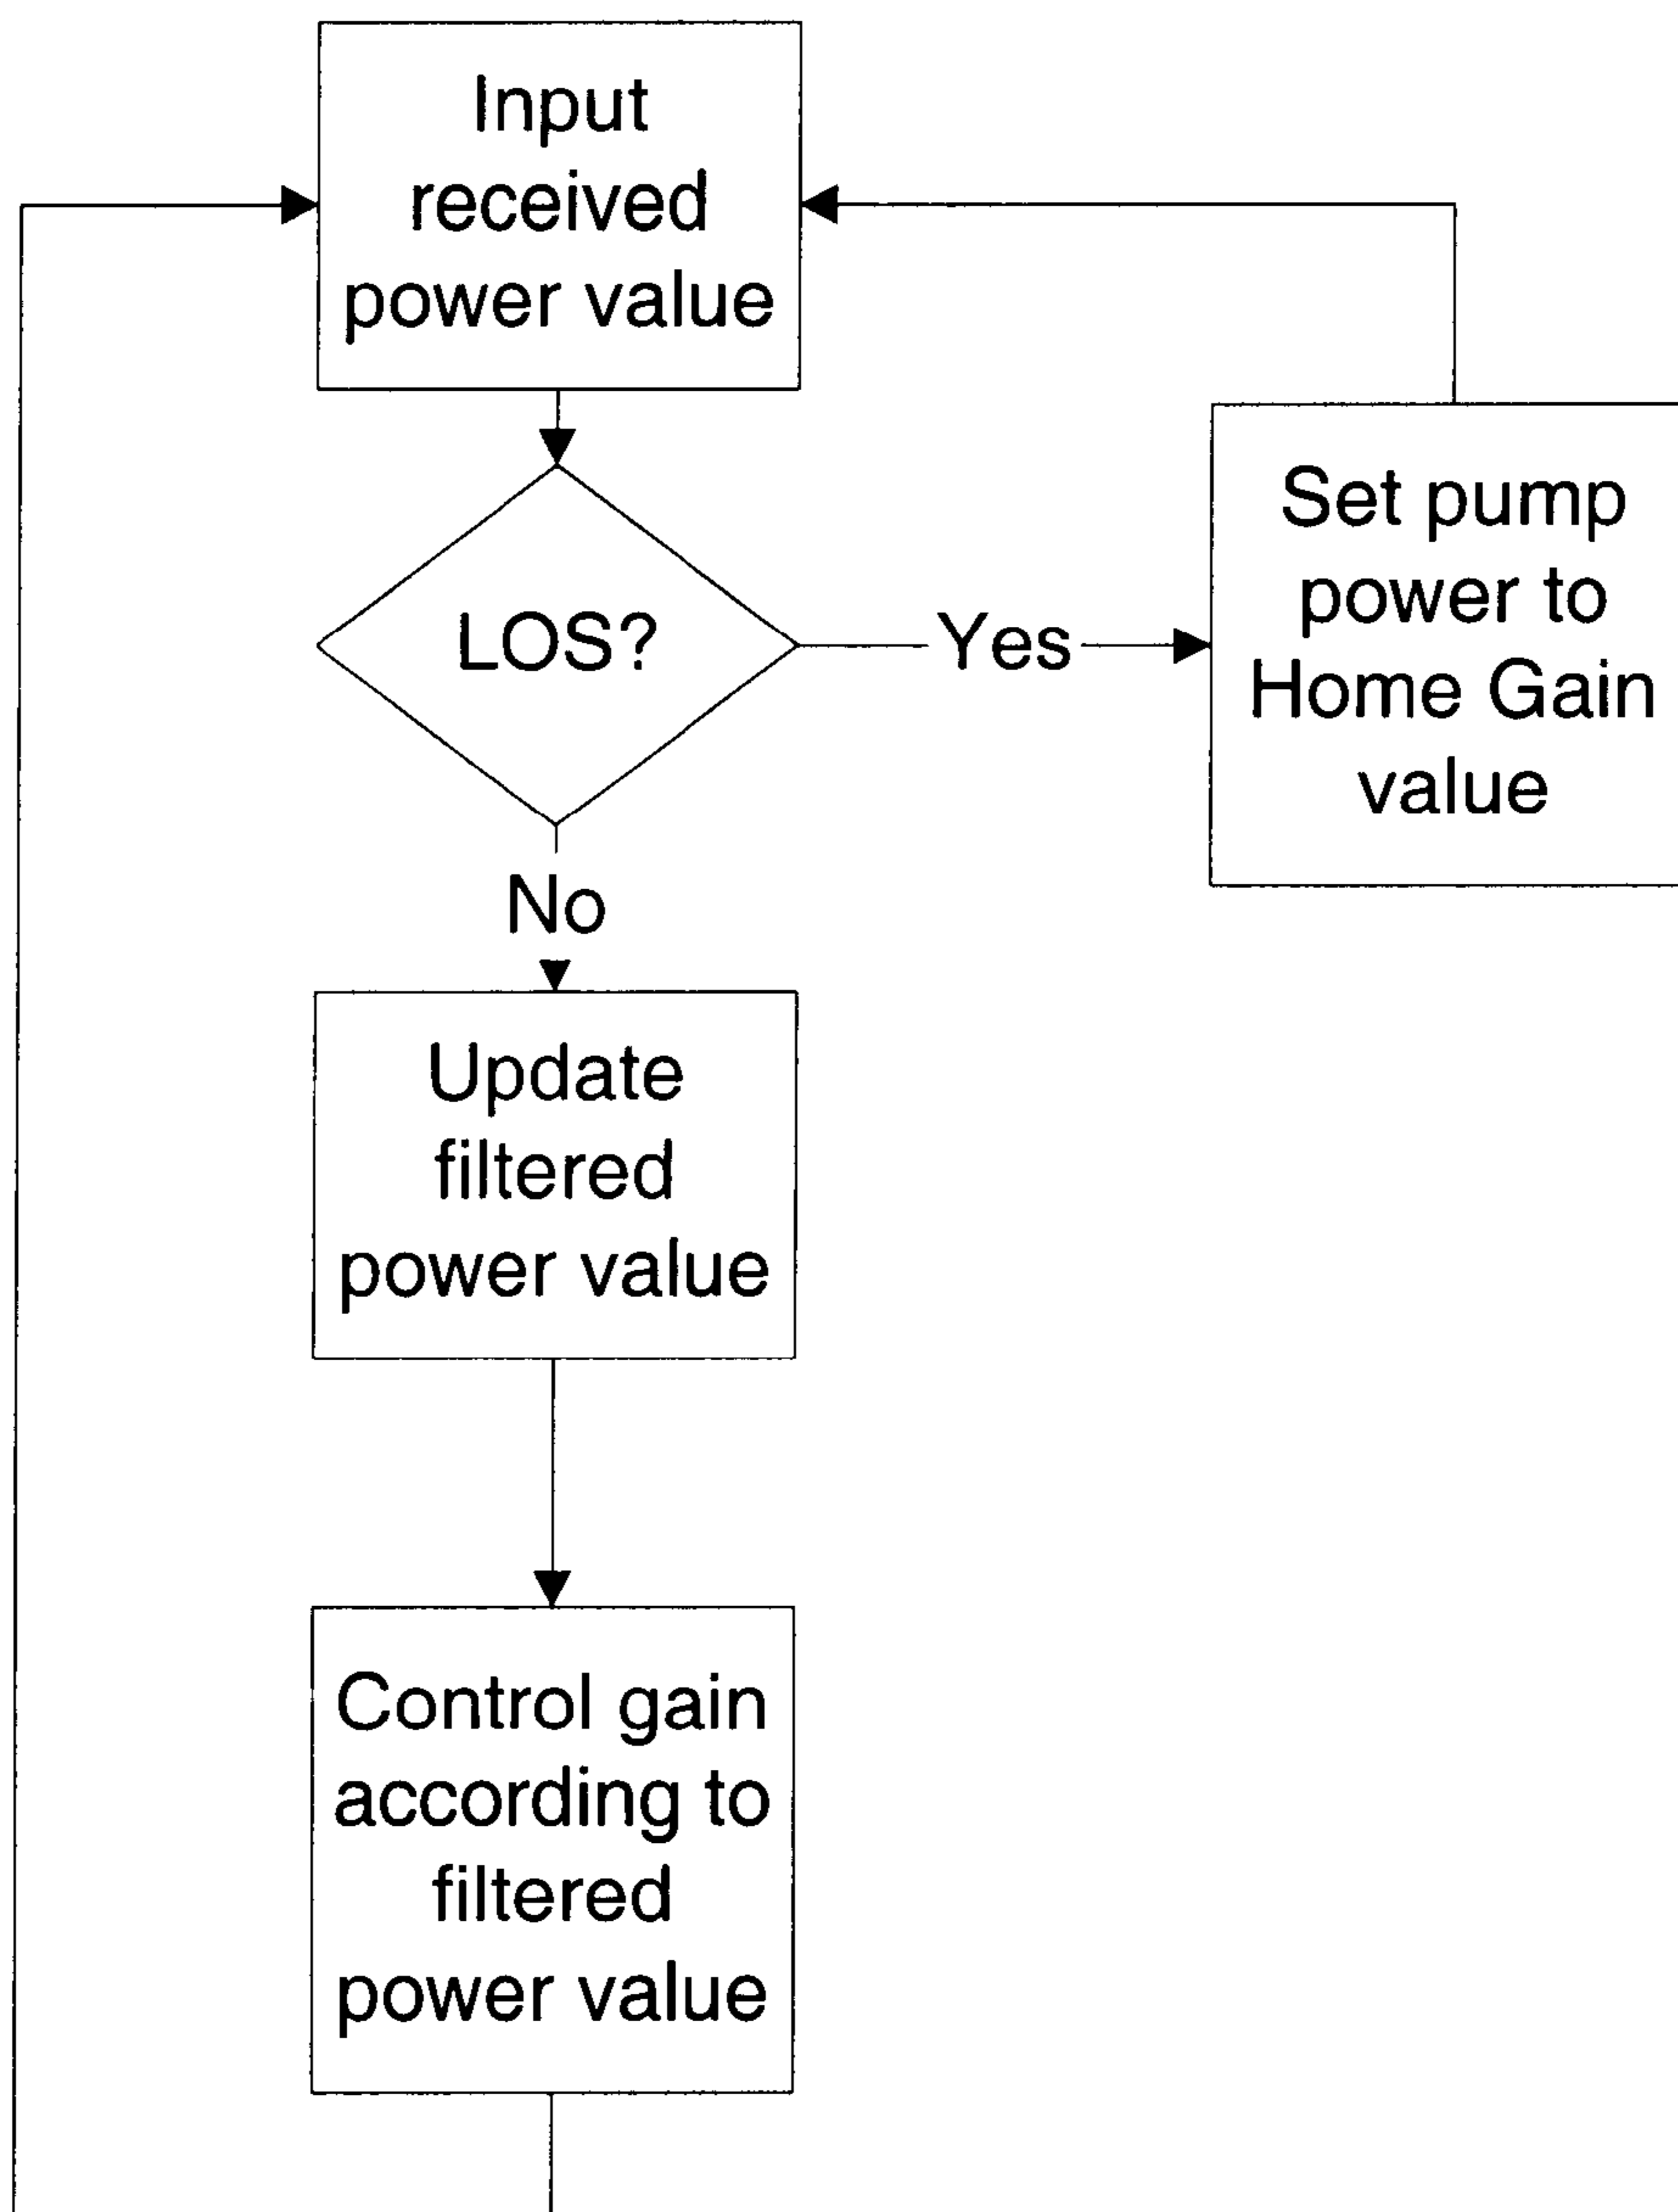 Input
received
power value
LOS?
Yes
Set pump
power to
Home Gain
value
No
Update
filtered
power value
Control gain
according to
filtered
power value